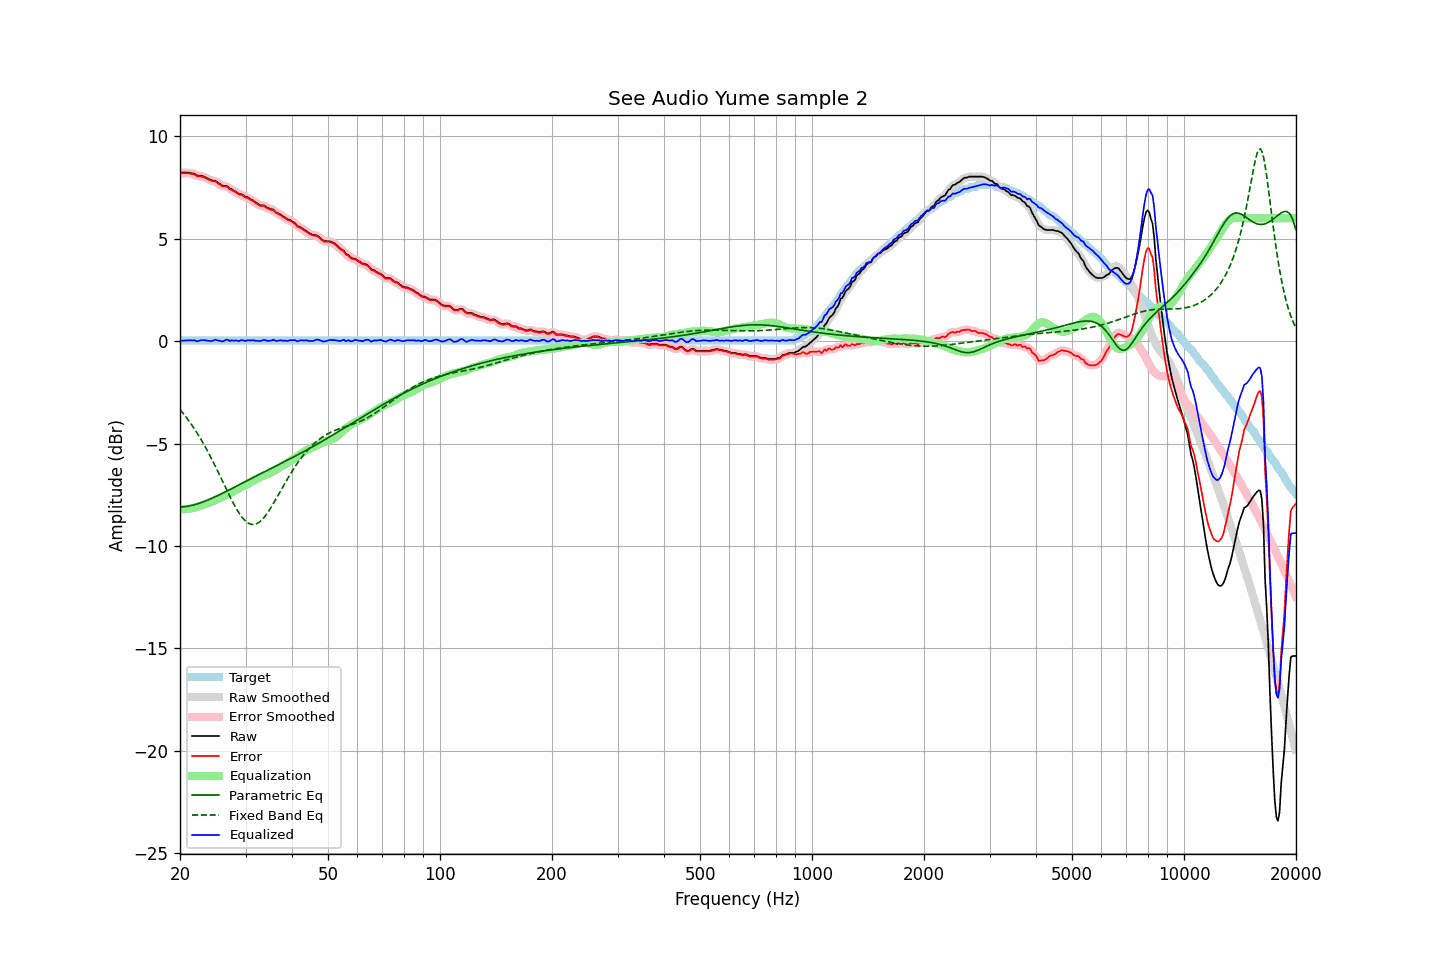 See Audio Yume sample 2
10
5
0
−5
−10
−15
−20
−25
Amplitude (dBr)
Target
Raw Smoothed
Error Smoothed
Raw
Error
Equalization
Parametric Eq
Fixed Band Eq
Equalized
20 50 100 200 500 1000 2000 5000 10000 20000
Frequency (Hz)